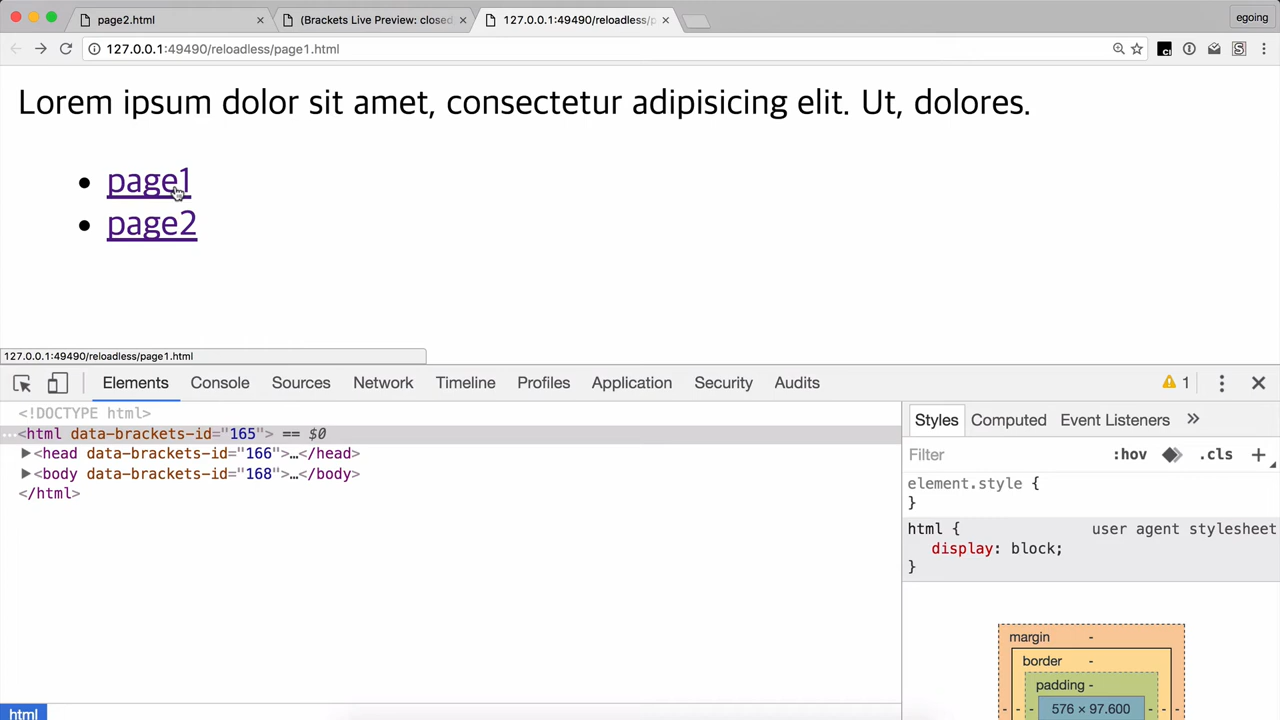 page2.html
(Brackets Live Preview: closed
127.0.0.1:49490/reloadless/p
egoing
127.0.0.1:49490/reloadless/page1.html
Lorem ipsum dolor sit amet, consectetur adipisicing elit. Ut, dolores.
page1
page2
127.0.0.1:49490/reloadless/page1.html
Elements Console Sources Network Timeline Profiles Application Security Audits 1
<!DOCTYPE html>
…<html data-brackets-id="165"> == $0
<head data-brackets-id="166">…</head>
<body data-brackets-id="168">…</body>
</html>
html
Styles Computed Event Listeners »
Filter :hov .cls +
element.style {
}
html { user agent stylesheet
display: block;
}
margin -
border -
padding -
- - - 576 × 97.600 - - -